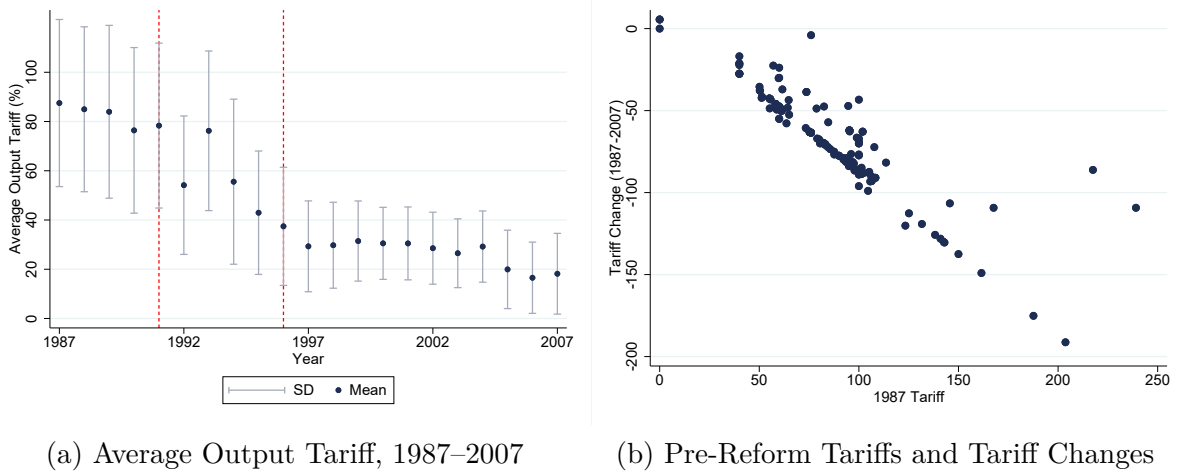 Average Output Tariff (%)
100
80
60
40
20
0
1987 1992 1997 2002 2007
Year
SD Mean
(a) Average Output Tariff, 1987–2007
Tariff Change (1987-2007)
0
-50
-100
-150
-200
0 50 100 150 200 250
1987 Tariff
(b) Pre-Reform Tariffs and Tariff Changes